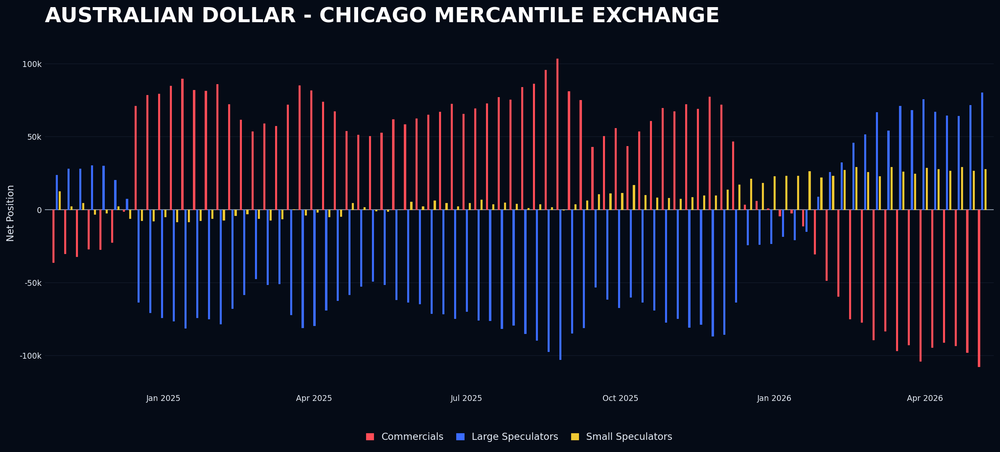 AUSTRALIAN DOLLAR - CHICAGO MERCANTILE EXCHANGE
Net Position
100k
50k
0
-50k
-100k
Jan 2025 Apr 2025 Jul 2025 Oct 2025 Jan 2026 Apr 2026
Commercials Large Speculators Small Speculators